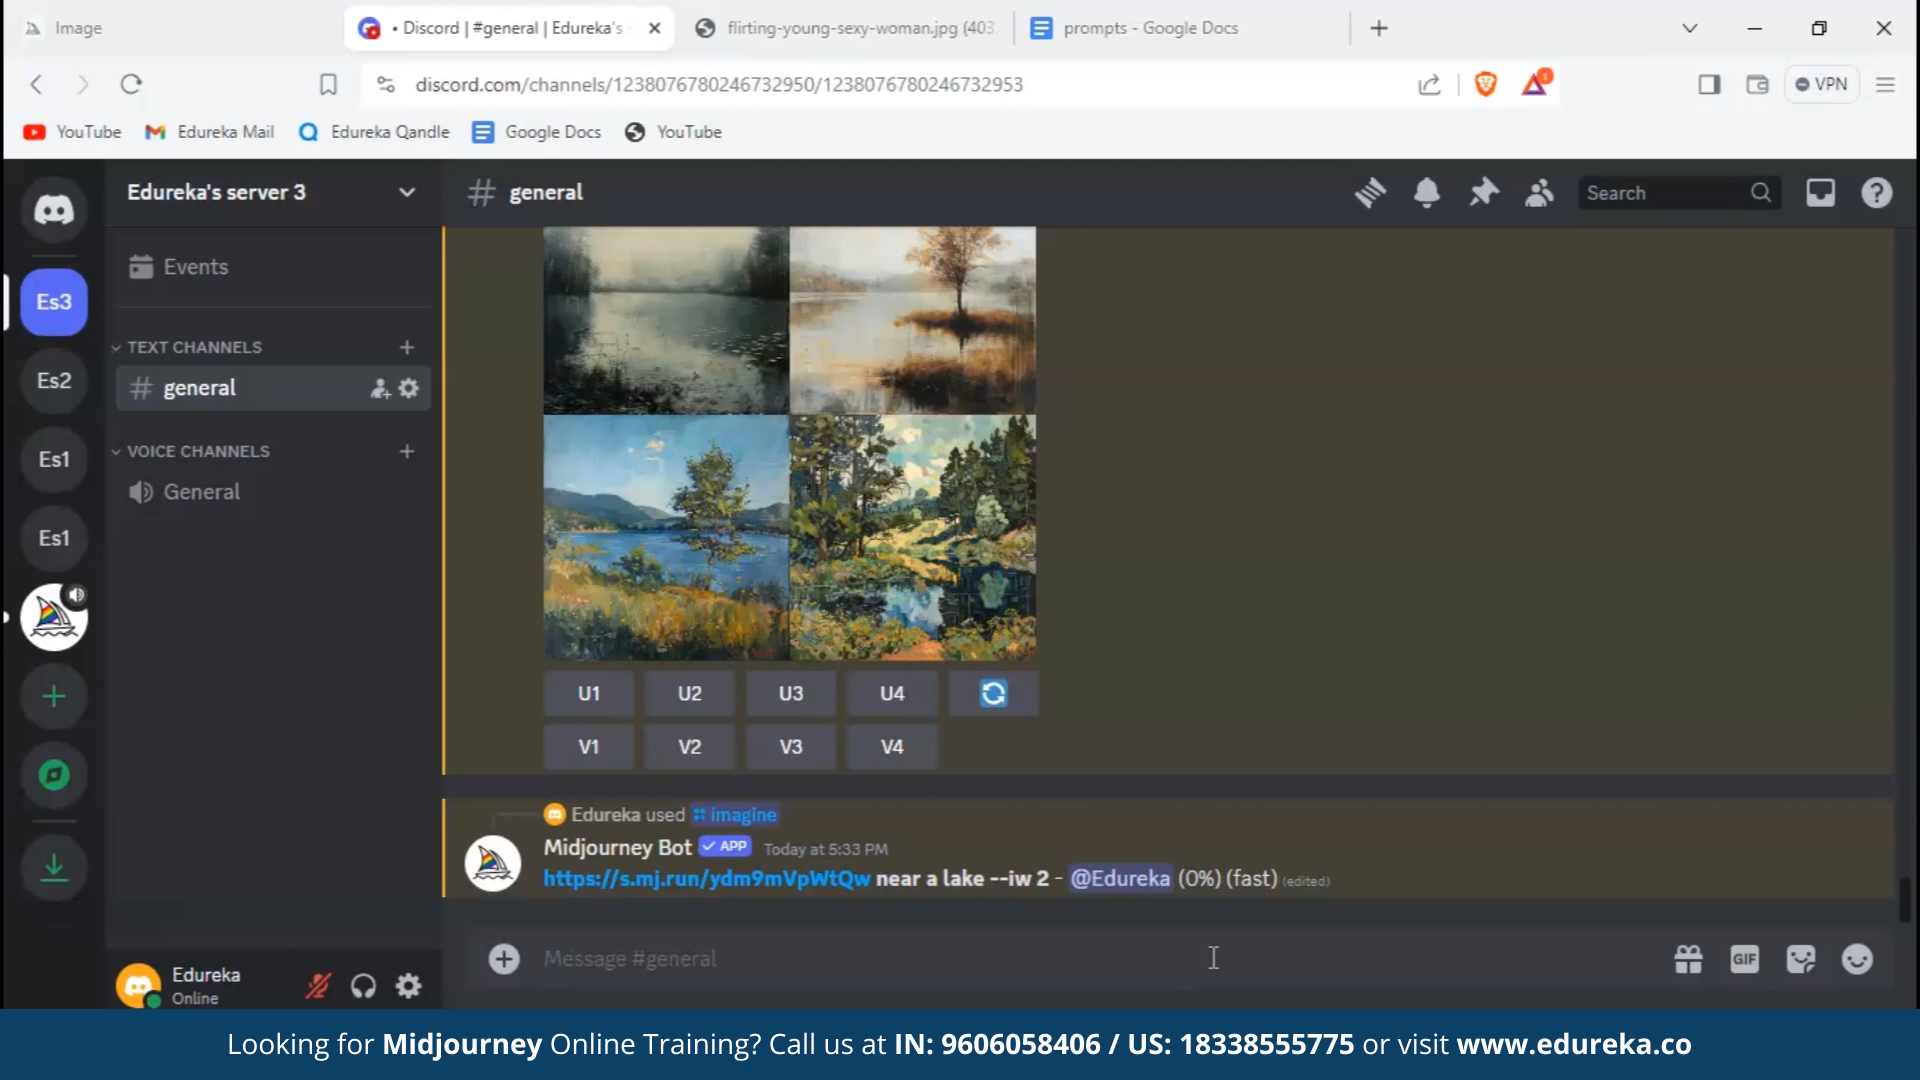 Image
• Discord | #general | Edureka's
flirting-young-sexy-woman.jpg (403
prompts - Google Docs
discord.com/channels/1238076780246732950/1238076780246732953
1
VPN
YouTube
Edureka Mail
Edureka Qandle
Google Docs
YouTube
Edureka's server 3
general
Search
Events
Es3
TEXT CHANNELS
Es2
general
VOICE CHANNELS
Es1
General
Es1
U1 U2 U3 U4
V1 V2 V3 V4
Edureka used imagine
Midjourney Bot APP Today at 5:33 PM
https://s.mj.run/ydm9mVpWtQw near a lake --iw 2 - @Edureka (0%) (fast) (edited)
Message #general
GIF
Edureka
Online
Looking for Midjourney Online Training? Call us at IN: 9606058406 / US: 18338555775 or visit www.edureka.co